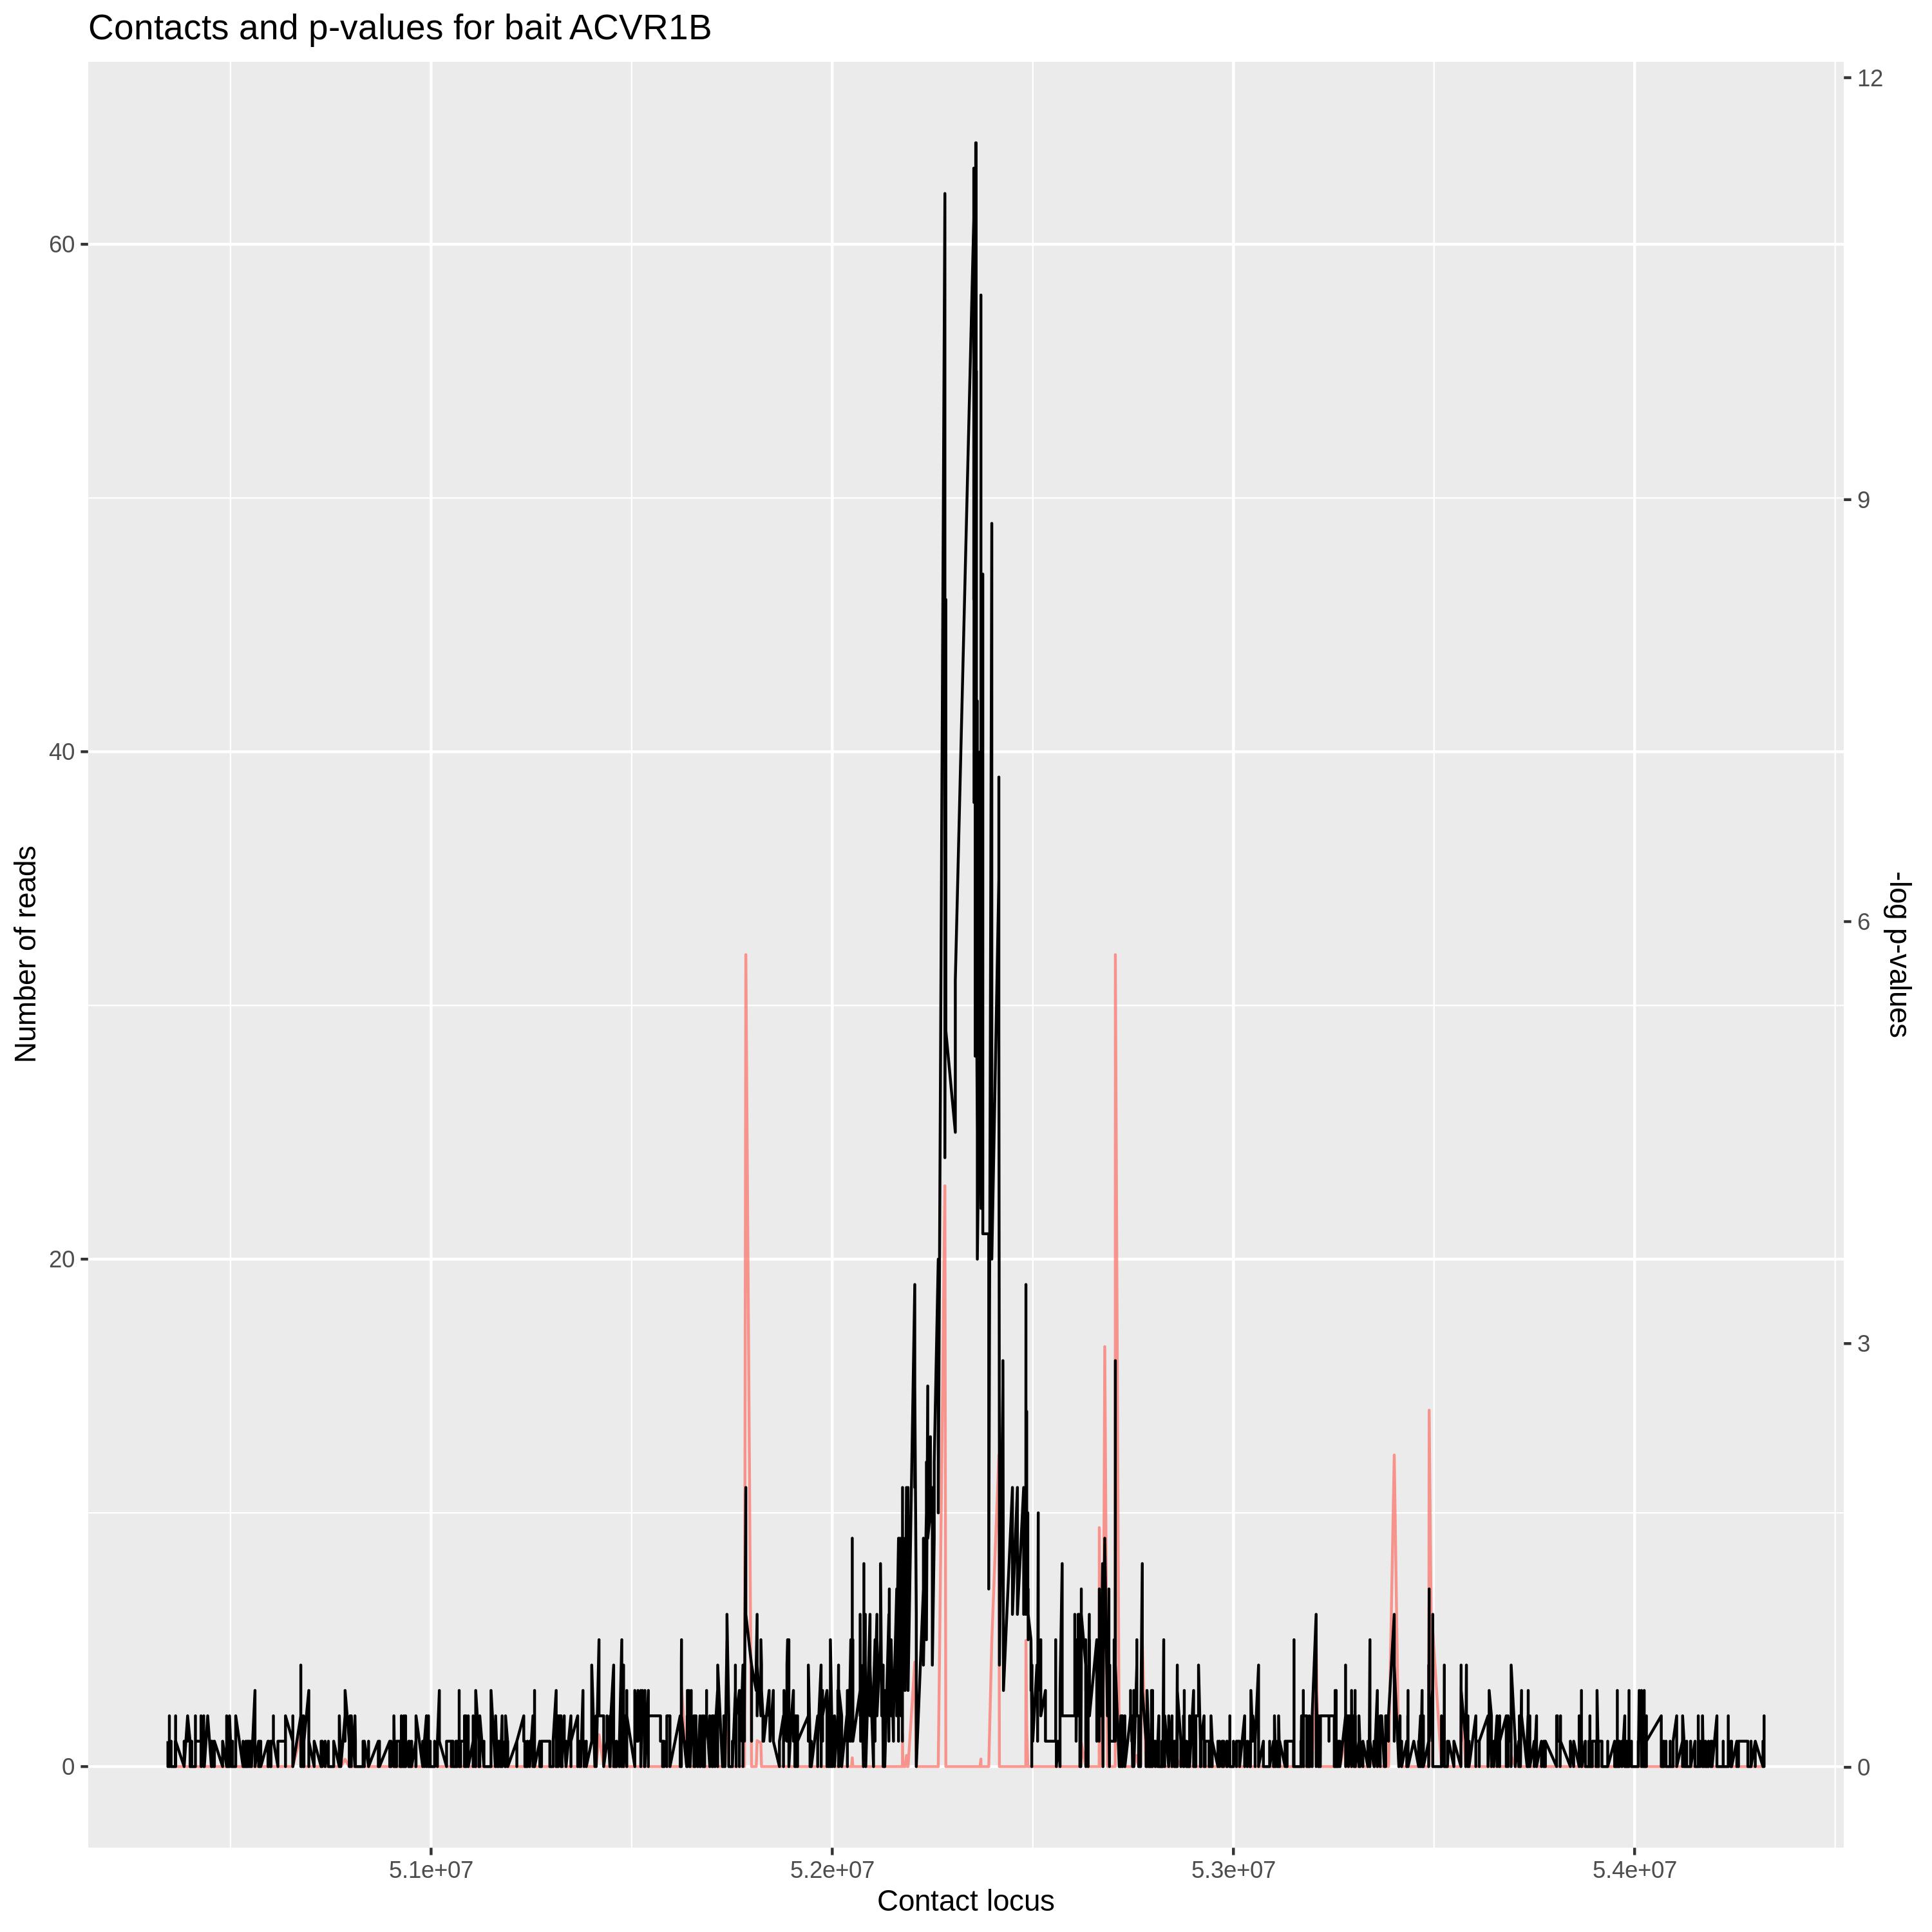 Contacts and p-values for bait ACVR1B
Number of reads
60
40
20
0
12
9
6
3
0
-log p-values
5.1e+07 5.2e+07 5.3e+07 5.4e+07
Contact locus